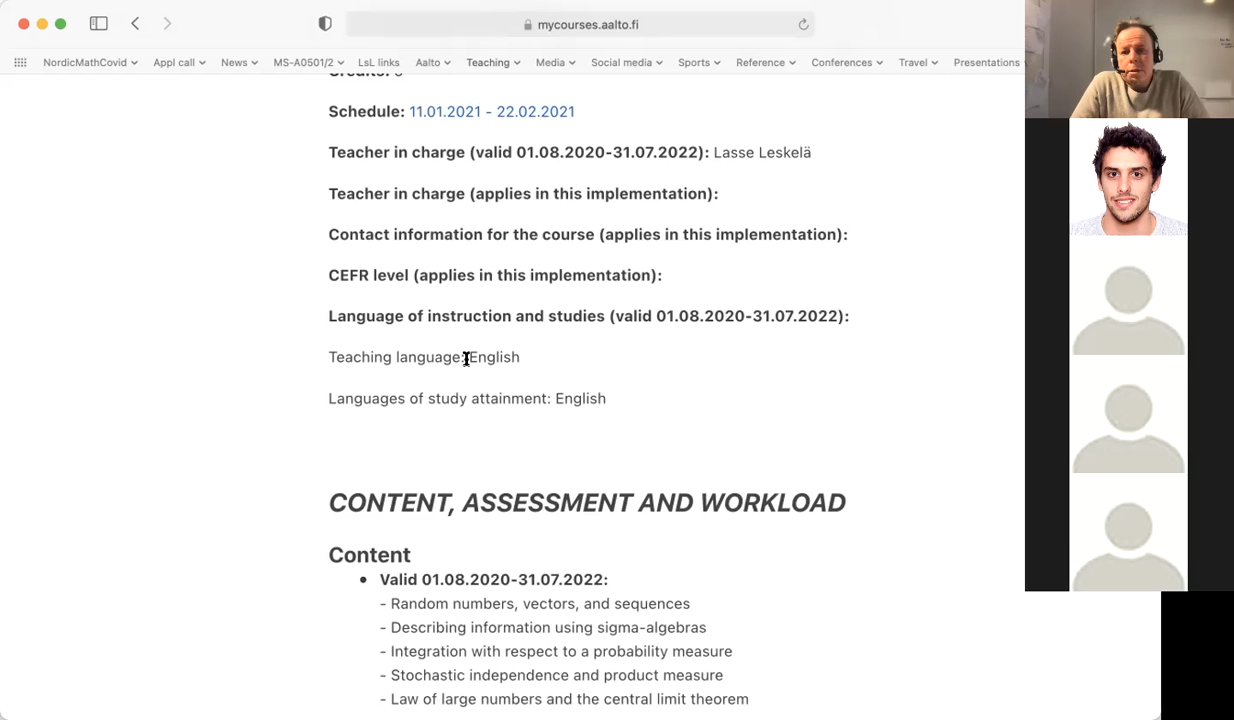 mycourses.aalto.fi
NordicMathCovid Appl call News MS-A0501/2 LsL links Aalto Teaching Media Social media Sports Reference Conferences Travel Presentations
Schedule: 11.01.2021 - 22.02.2021
Teacher in charge (valid 01.08.2020-31.07.2022): Lasse Leskelä
Teacher in charge (applies in this implementation):
Contact information for the course (applies in this implementation):
CEFR level (applies in this implementation):
Language of instruction and studies (valid 01.08.2020-31.07.2022):
Teaching language: English
Languages of study attainment: English
CONTENT, ASSESSMENT AND WORKLOAD
Content
Valid 01.08.2020-31.07.2022:
- Random numbers, vectors, and sequences
- Describing information using sigma-algebras
- Integration with respect to a probability measure
- Stochastic independence and product measure
- Law of large numbers and the central limit theorem